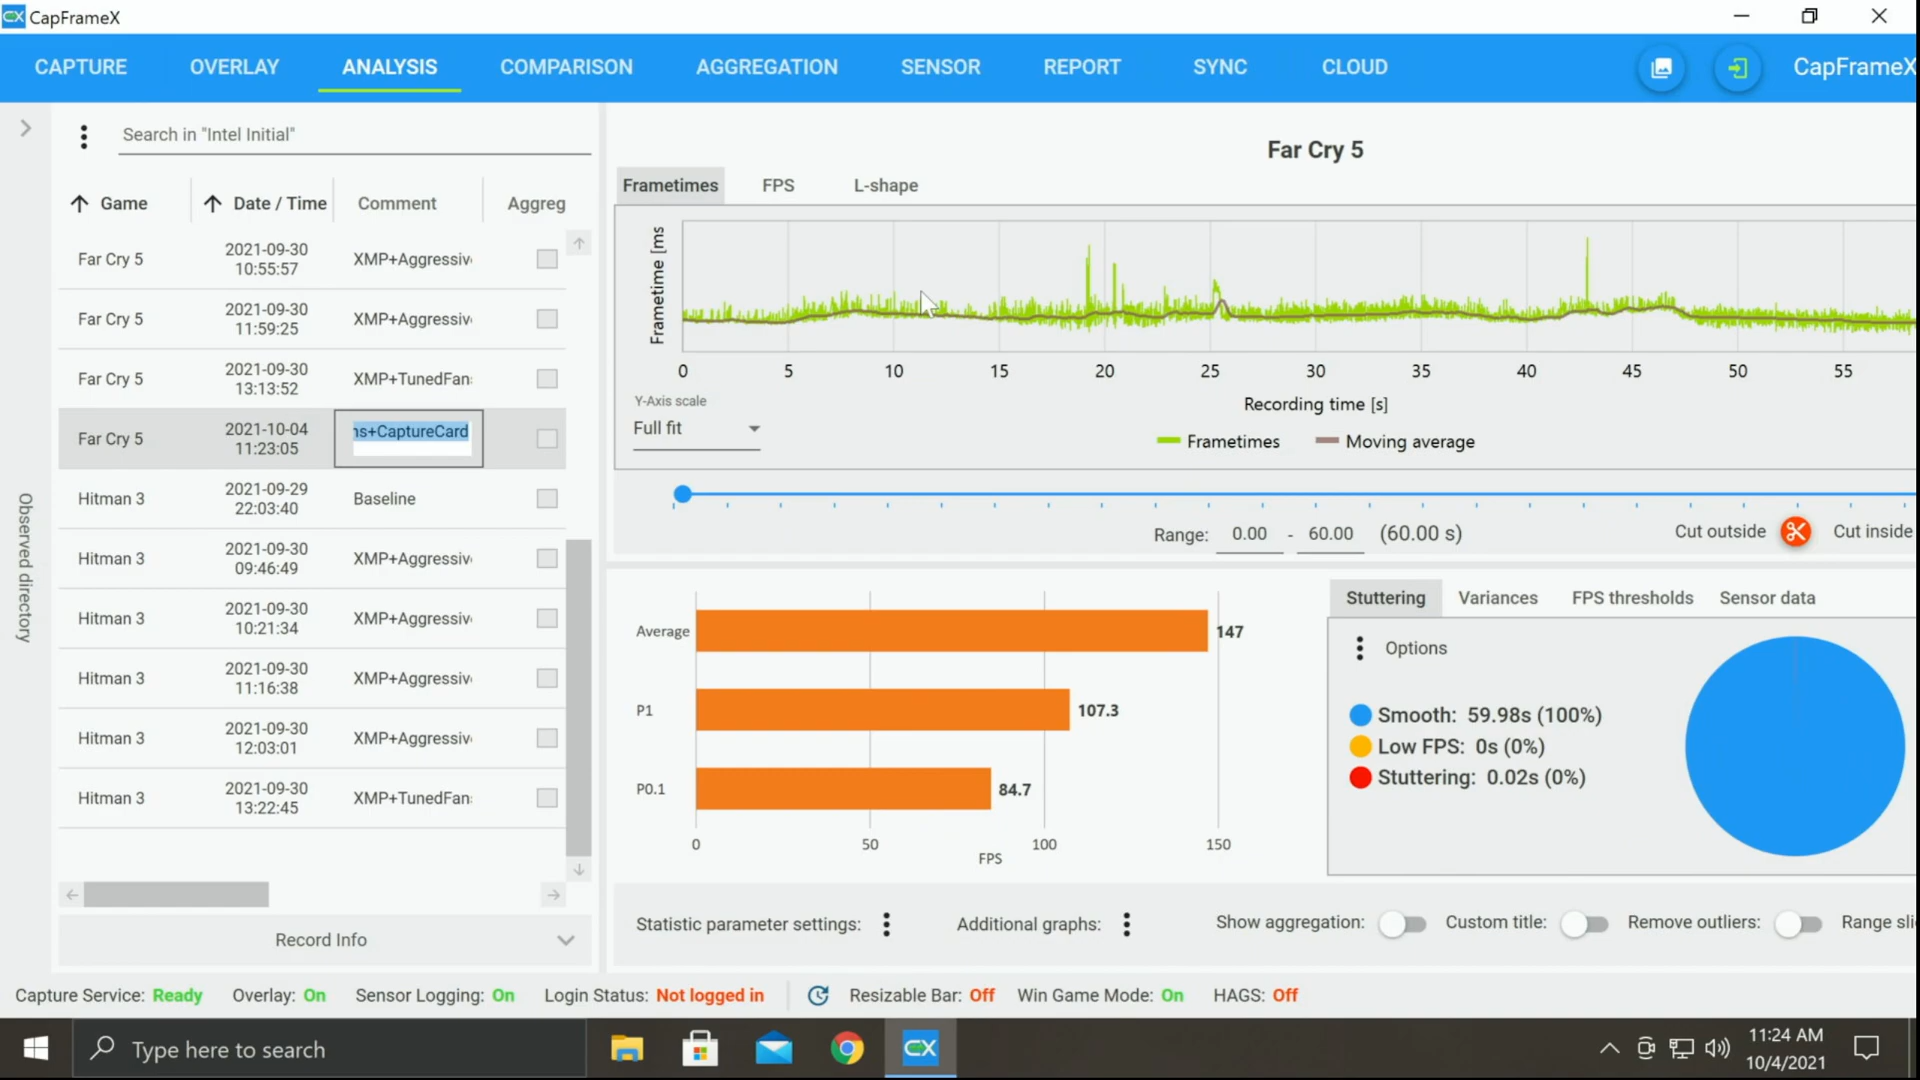 CapFrameX
CAPTURE OVERLAY ANALYSIS COMPARISON AGGREGATION SENSOR REPORT SYNC CLOUD CapFrameX
Search in "Intel Initial"
Game Date / Time Comment Aggreg
Far Cry 5 2021-09-30 10:55:57 XMP+Aggressiv
Far Cry 5 2021-09-30 11:59:25 XMP+Aggressiv
Far Cry 5 2021-09-30 13:13:52 XMP+TunedFan
Far Cry 5 2021-10-04 11:23:05 ns+CaptureCard
Hitman 3 2021-09-29 22:03:40 Baseline
Hitman 3 2021-09-30 09:46:49 XMP+Aggressiv
Hitman 3 2021-09-30 10:21:34 XMP+Aggressiv
Hitman 3 2021-09-30 11:16:38 XMP+Aggressiv
Hitman 3 2021-09-30 12:03:01 XMP+Aggressiv
Hitman 3 2021-09-30 13:22:45 XMP+TunedFan
Record Info
Observed directory
Far Cry 5
Frametimes FPS L-shape
Frametime [ms]
0 5 10 15 20 25 30 35 40 45 50 55
Y-Axis scale
Recording time [s]
Full fit
Frametimes Moving average
Range: 0.00 - 60.00 (60.00 s)
Cut outside Cut inside
Average 147
P1 107.3
P0.1 84.7
0 50 100 150
FPS
Stuttering Variances FPS thresholds Sensor data
Options
Smooth: 59.98s (100%)
Low FPS: 0s (0%)
Stuttering: 0.02s (0%)
Statistic parameter settings: Additional graphs: Show aggregation: Custom title: Remove outliers: Range sli
Capture Service: Ready Overlay: On Sensor Logging: On Login Status: Not logged in Resizable Bar: Off Win Game Mode: On HAGS: Off
Type here to search
CX
11:24 AM
10/4/2021